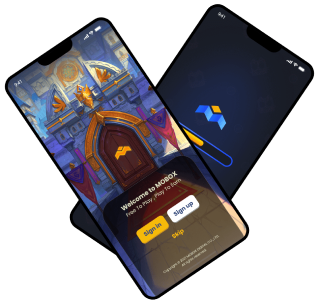 9:41
Welcome to MOBOX
Free To Play, Play To Earn
Sign in
Sign up
Skip
9:41